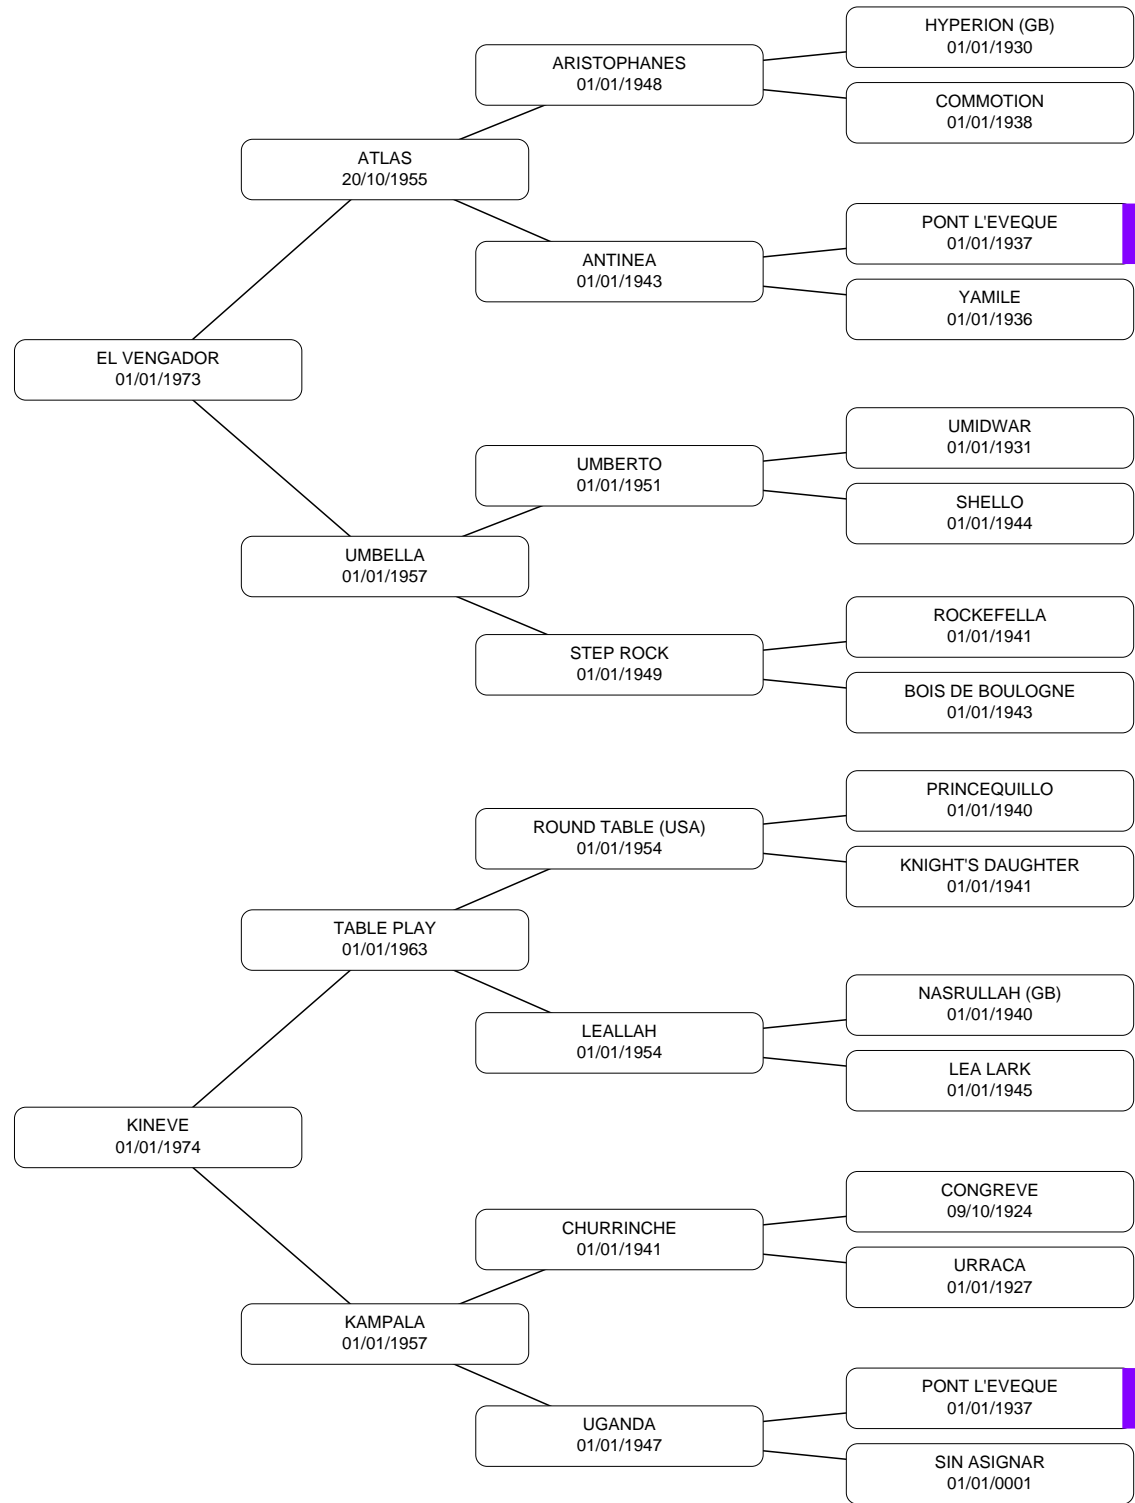 HYPERION (GB)
01/01/1930
ARISTOPHANES
01/01/1948
COMMOTION
01/01/1938
ATLAS
20/10/1955
PONT L'EVEQUE
01/01/1937
ANTINEA
01/01/1943
YAMILE
01/01/1936
EL VENGADOR
01/01/1973
UMIDWAR
01/01/1931
UMBERTO
01/01/1951
SHELLO
01/01/1944
UMBELLA
01/01/1957
ROCKEFELLA
01/01/1941
STEP ROCK
01/01/1949
BOIS DE BOULOGNE
01/01/1943
PRINCEQUILLO
01/01/1940
ROUND TABLE (USA)
01/01/1954
KNIGHT'S DAUGHTER
01/01/1941
TABLE PLAY
01/01/1963
NASRULLAH (GB)
01/01/1940
LEALLAH
01/01/1954
LEA LARK
01/01/1945
KINEVE
01/01/1974
CONGREVE
09/10/1924
CHURRINCHE
01/01/1941
URRACA
01/01/1927
KAMPALA
01/01/1957
PONT L'EVEQUE
01/01/1937
UGANDA
01/01/1947
SIN ASIGNAR
01/01/0001